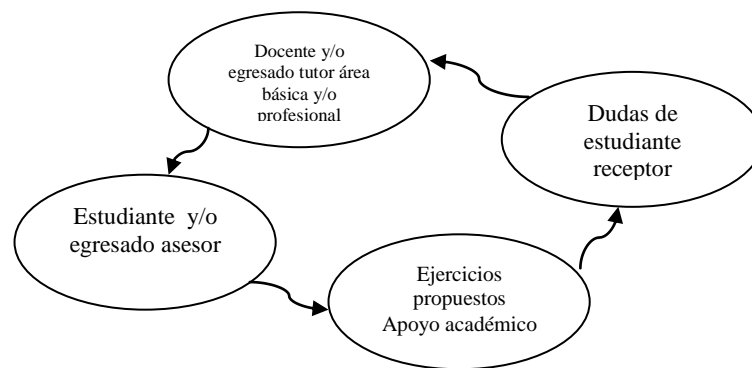 Docente y/o
egresado tutor área
básica y/o
profesional
Dudas de
estudiante
receptor
Estudiante y/o
egresado asesor
Ejercicios
propuestos
Apoyo académico